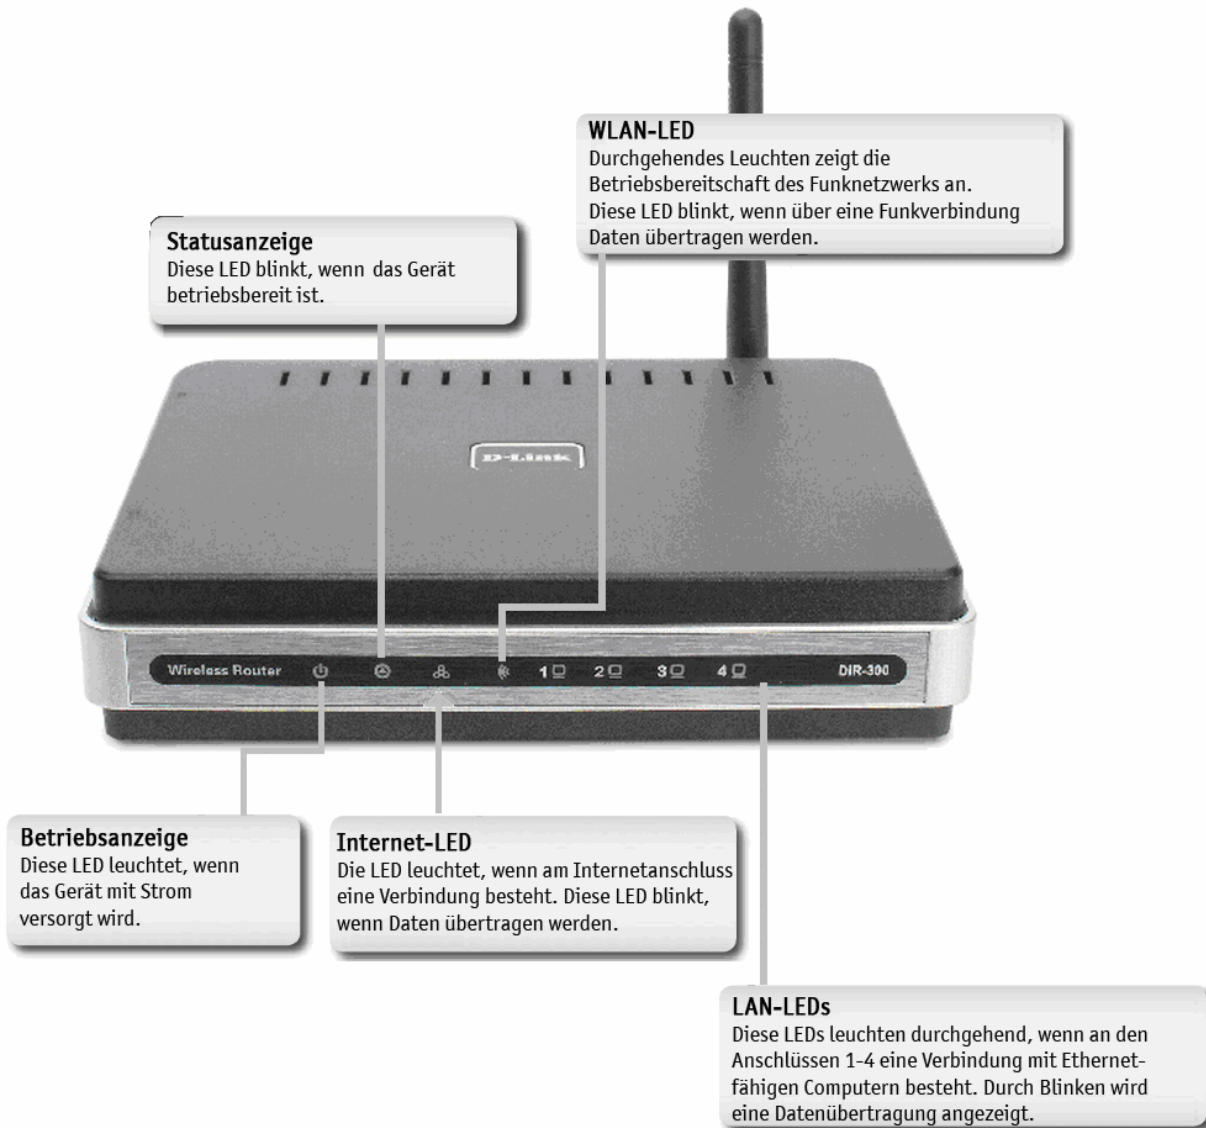 WLAN-LED
Durchgehendes Leuchten zeigt die
Betriebsbereitschaft des Funknetzwerks an.
Diese LED blinkt, wenn über eine Funkverbindung
Daten übertragen werden.
Statusanzeige
Diese LED blinkt, wenn das Gerät
betriebsbereit ist.
D-Link
Wireless Router 1 2 3 4 DIR-300
Betriebsanzeige
Diese LED leuchtet, wenn
das Gerät mit Strom
versorgt wird.
Internet-LED
Die LED leuchtet, wenn am Internetanschluss
eine Verbindung besteht. Diese LED blinkt,
wenn Daten übertragen werden.
LAN-LEDs
Diese LEDs leuchten durchgehend, wenn an den
Anschlüssen 1-4 eine Verbindung mit Ethernet-
fähigen Computern besteht. Durch Blinken wird
eine Datenübertragung angezeigt.